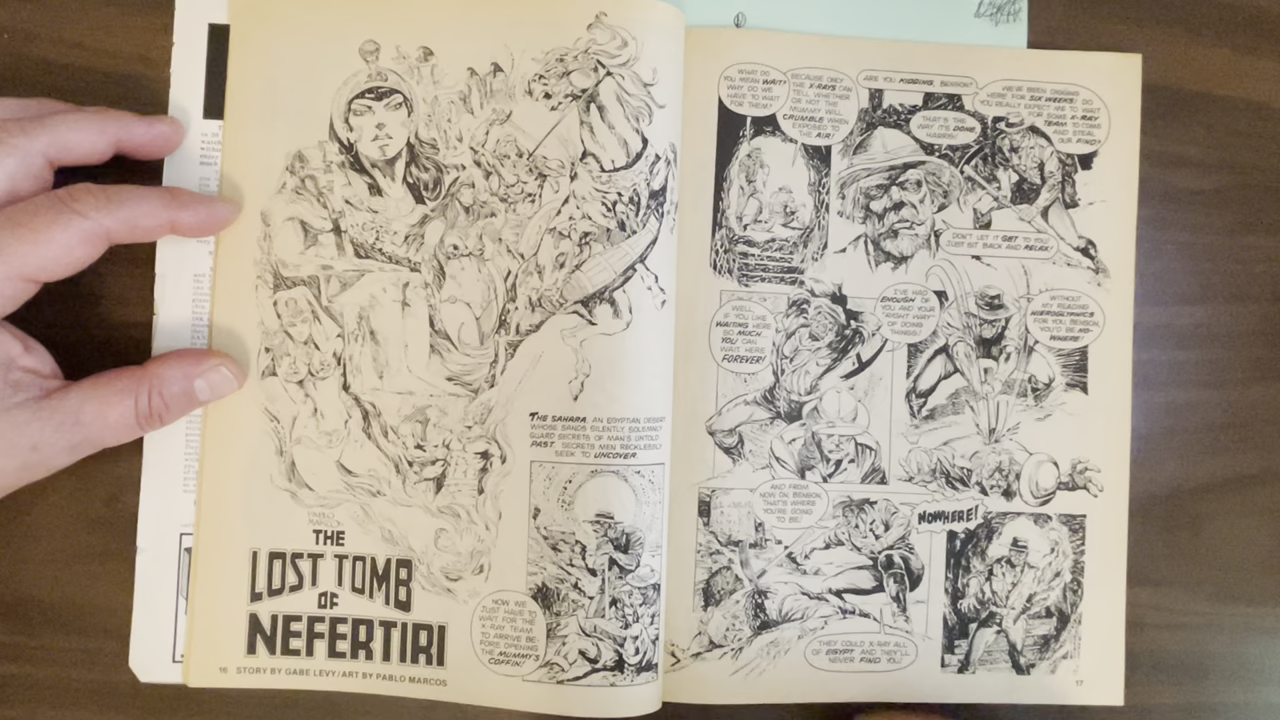 THE SAHARA: AN EGYPTIAN DESERT
WHOSE SANDS SILENTLY, SOLEMNLY
GUARD SECRETS OF MAN'S UNTOLD
PAST. SECRETS MEN RECKLESSLY
SEEK TO UNCOVER.
PABLO
MARCOS
THE
LOST TOMB
OF
NEFERTIRI
NOW WE
JUST HAVE TO
WAIT FOR THE
X-RAY TEAM
TO ARRIVE BE-
FORE OPENING
THE MUMMY'S
COFFIN!
16 STORY BY GABE LEVY/ART BY PABLO MARCOS
WHAT DO
YOU MEAN WAIT?
WHY DO WE
HAVE TO WAIT
FOR THEM?
BECAUSE ONLY
THE X-RAYS CAN
TELL WHETHER
OR NOT THE
MUMMY WILL
CRUMBLE WHEN
EXPOSED TO
THE AIR!
ARE YOU KIDDING, BENSON?
THAT'S THE
WAY IT'S DONE,
HARRIS!
WE'VE BEEN DIGGING
HERE FOR SIX WEEKS! DO
YOU REALLY EXPECT ME TO WAIT
FOR SOME X-RAY
TEAM TO COME
AND STEAL
OUR FIND?
DON'T LET IT GET TO YOU!
JUST SIT BACK AND RELAX!
WELL,
IF YOU LIKE
WAITING HERE
SO MUCH,
YOU CAN
WAIT HERE
FOREVER!
I'VE HAD
ENOUGH OF
YOU AND YOUR
"RIGHT WAY"
OF DOING
THINGS!
WITHOUT
MY READING
HIEROGLYPHICS
FOR YOU, BENSON,
YOU'D BE NO-
WHERE!
AND FROM
NOW ON, BENSON,
THAT'S WHERE
YOU'RE GOING
TO BE!
NOWHERE!
THEY COULD X-RAY ALL
OF EGYPT AND THEY'LL
NEVER FIND YOU!
17